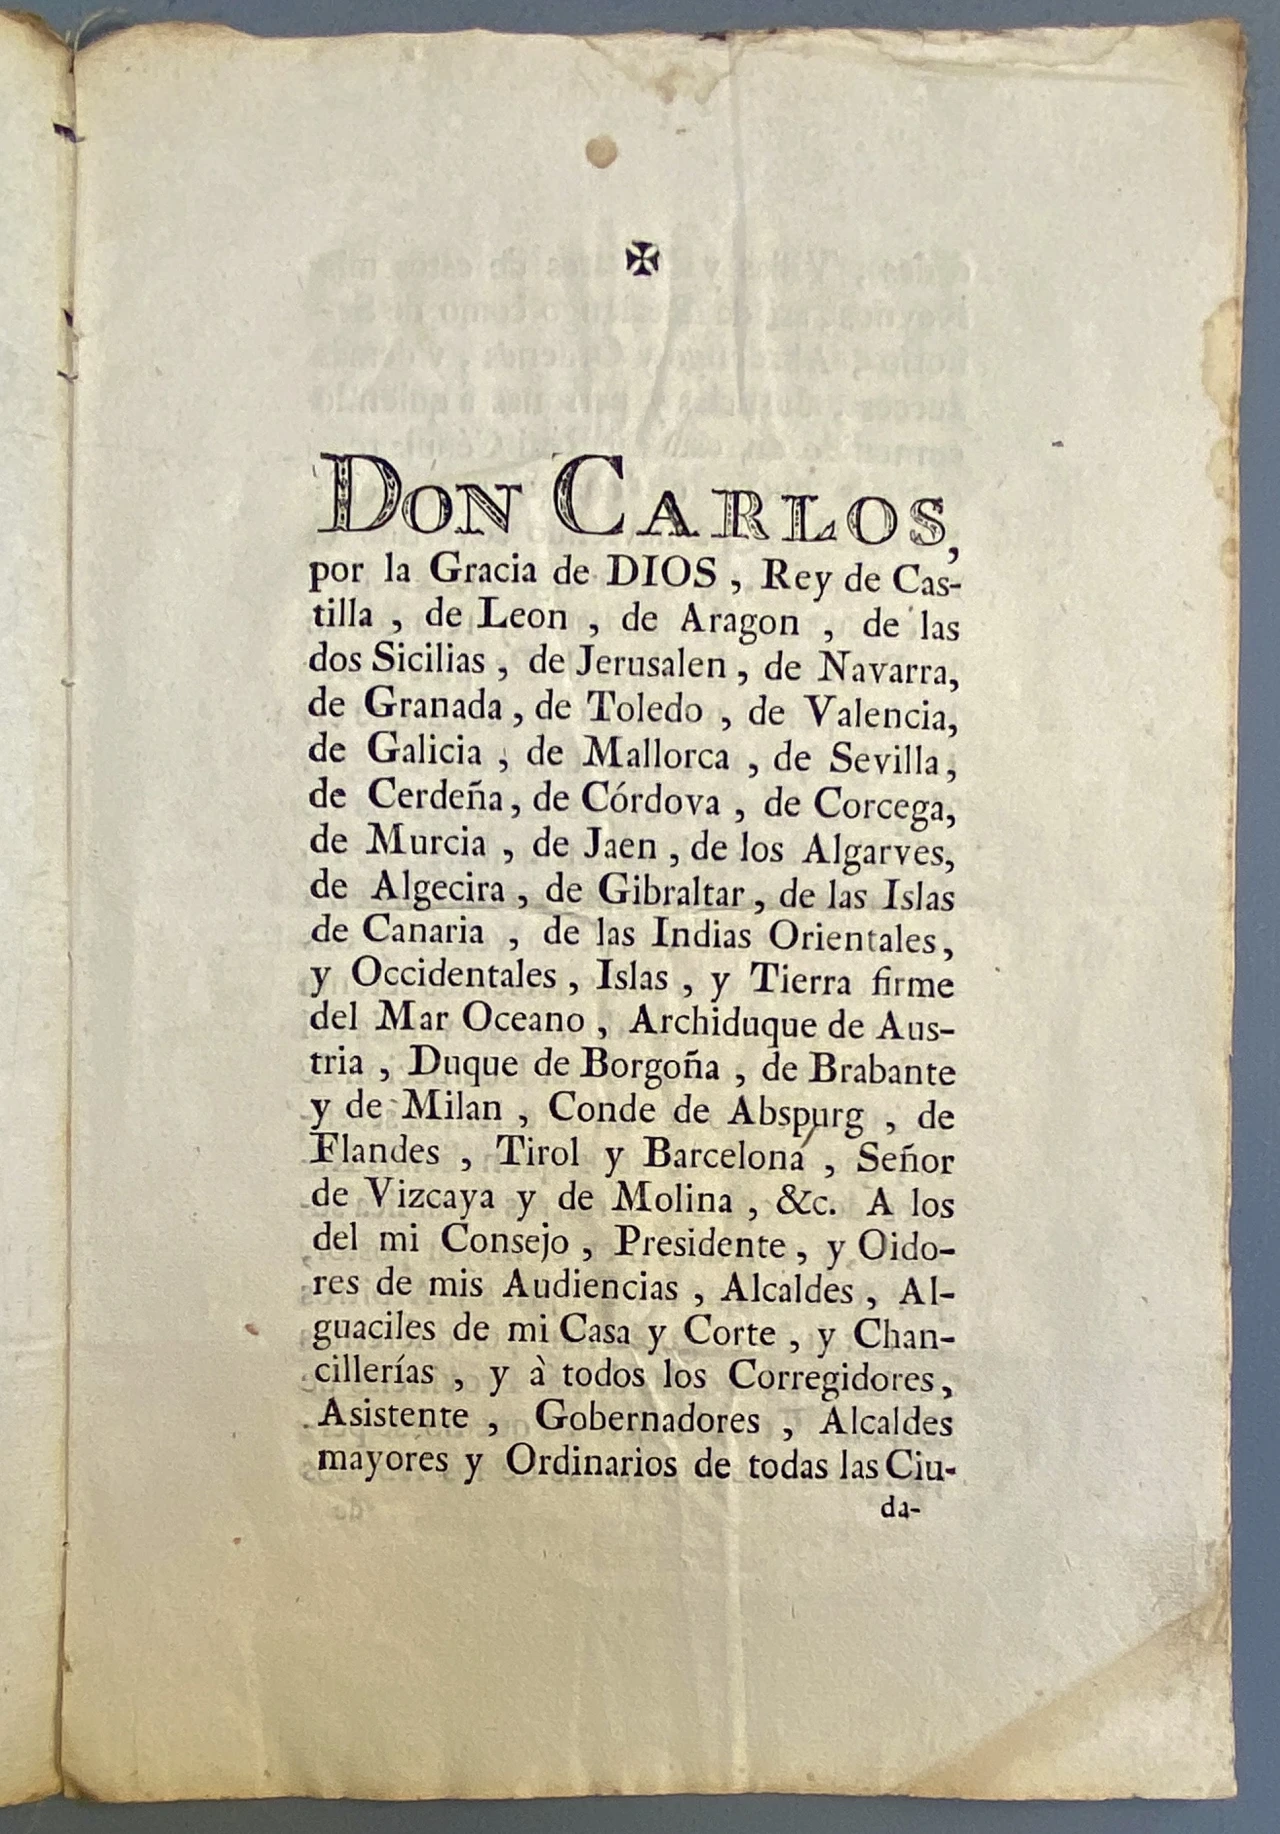 ✠
DON CARLOS,
por la Gracia de DIOS , Rey de Cas-
tilla , de Leon , de Aragon , de las
dos Sicilias , de Jerusalen , de Navarra,
de Granada , de Toledo , de Valencia,
de Galicia , de Mallorca , de Sevilla,
de Cerdeña, de Córdova , de Corcega,
de Murcia , de Jaen , de los Algarves,
de Algecira , de Gibraltar , de las Islas
de Canaria , de las Indias Orientales,
y Occidentales , Islas , y Tierra firme
del Mar Oceano , Archiduque de Aus-
tria , Duque de Borgoña , de Brabante
y de Milan , Conde de Abspurg , de
Flandes , Tirol y Barcelona , Señor
de Vizcaya y de Molina , &c. A los
del mi Consejo , Presidente , y Oido-
res de mis Audiencias , Alcaldes , Al-
guaciles de mi Casa y Corte , y Chan-
cillerías , y à todos los Corregidores,
Asistente , Gobernadores , Alcaldes
mayores y Ordinarios de todas las Ciu-
da-